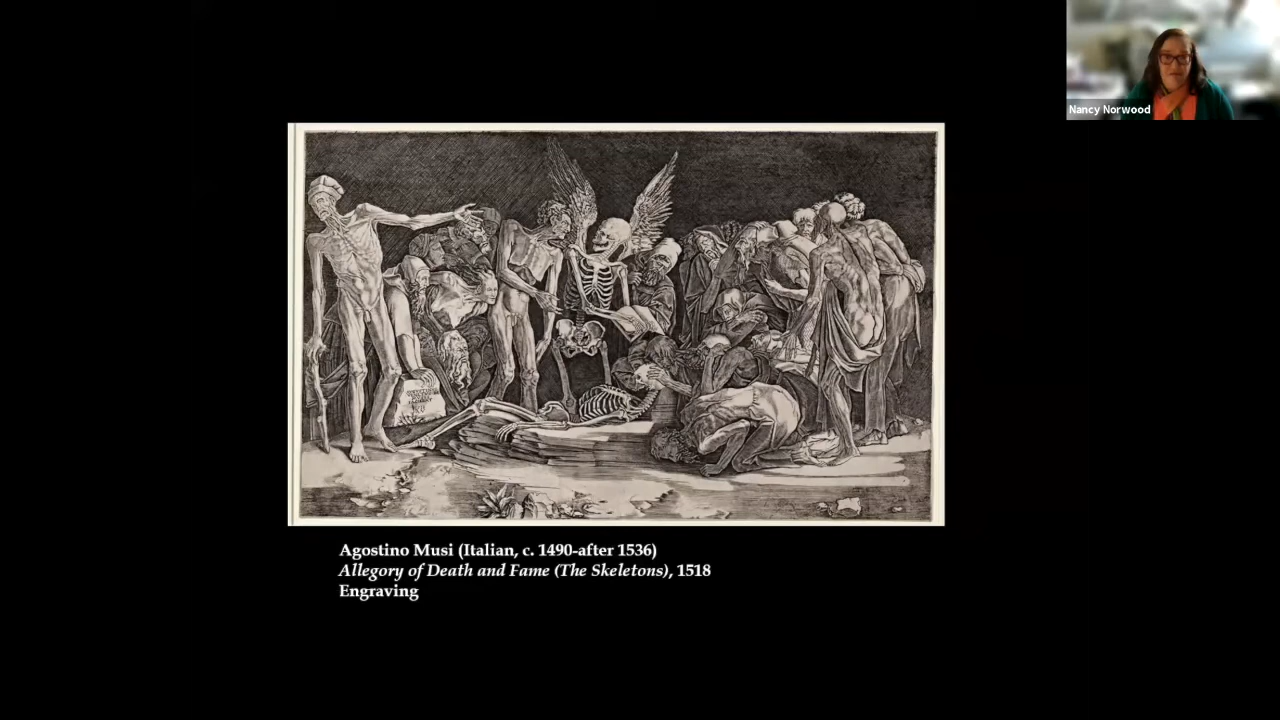 Nancy Norwood
Agostino Musi (Italian, c. 1490-after 1536)
Allegory of Death and Fame (The Skeletons), 1518
Engraving